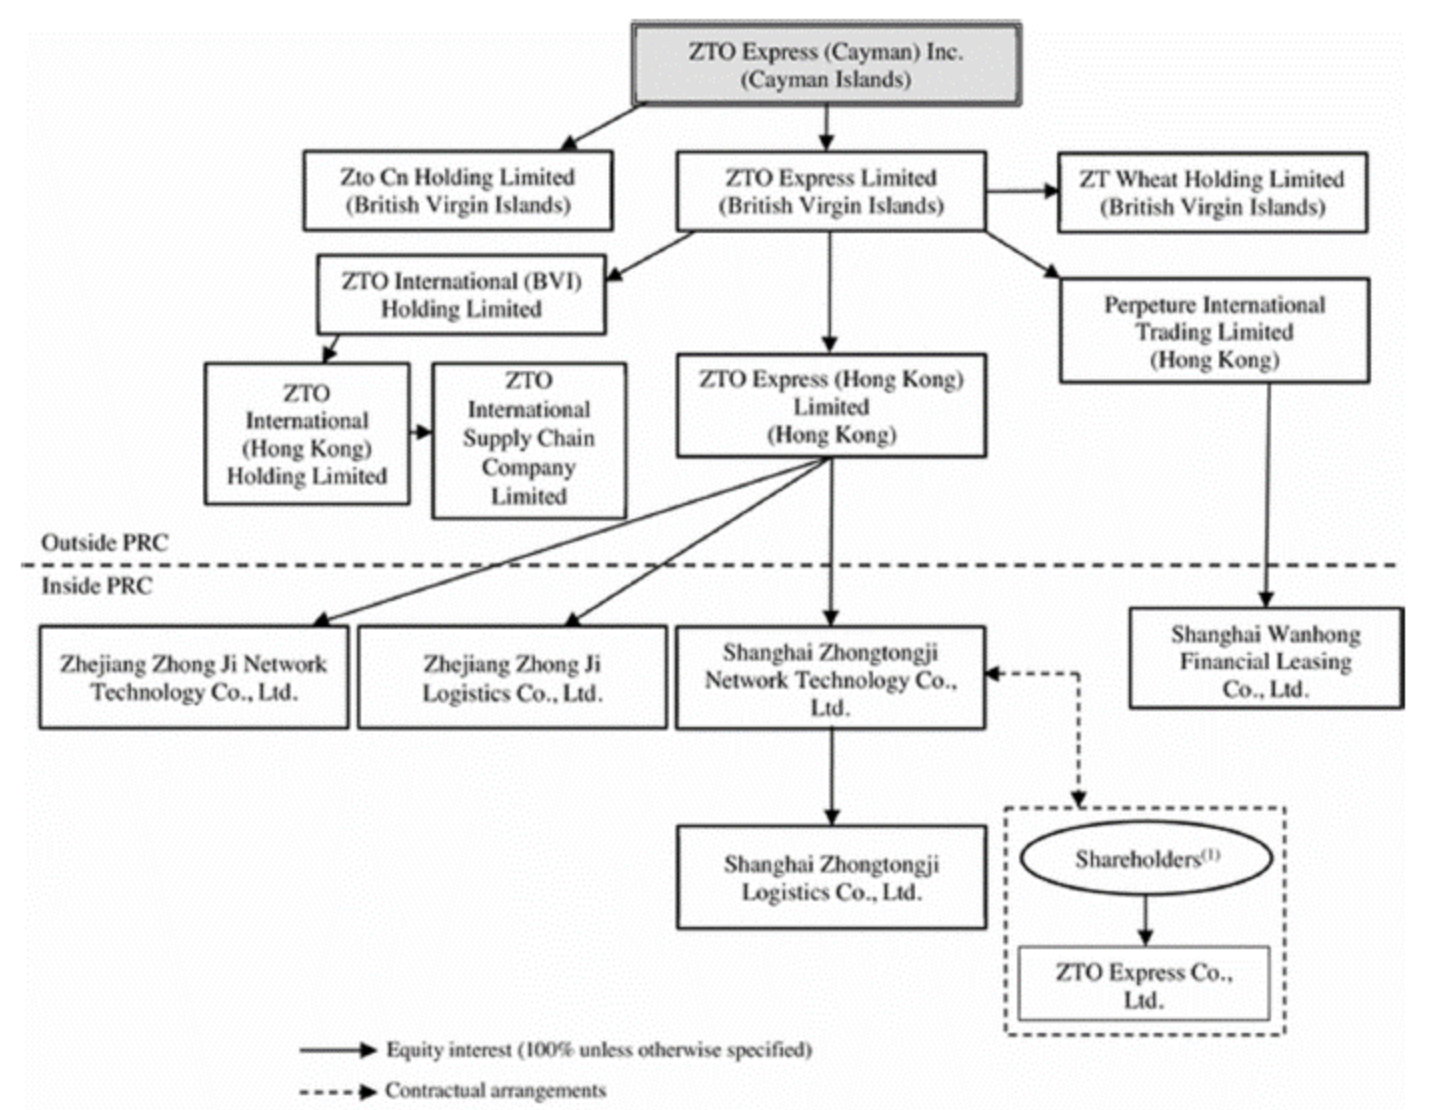 ZTO Express (Cayman) Inc.
(Cayman Islands)
Zto Cn Holding Limited
(British Virgin Islands)
ZTO Express Limited
(British Virgin Islands)
ZT Wheat Holding Limited
(British Virgin Islands)
ZTO International (BVI)
Holding Limited
Perpeture International
Trading Limited
(Hong Kong)
ZTO
International
(Hong Kong)
Holding Limited
ZTO
International
Supply Chain
Company
Limited
ZTO Express (Hong Kong)
Limited
(Hong Kong)
Outside PRC
Inside PRC
Zhejiang Zhong Ji Network
Technology Co., Ltd.
Zhejiang Zhong Ji
Logistics Co., Ltd.
Shanghai Zhongtongji
Network Technology Co.,
Ltd.
Shanghai Wanhong
Financial Leasing
Co., Ltd.
Shanghai Zhongtongji
Logistics Co., Ltd.
Shareholders(1)
ZTO Express Co.,
Ltd.
Equity interest (100% unless otherwise specified)
Contractual arrangements